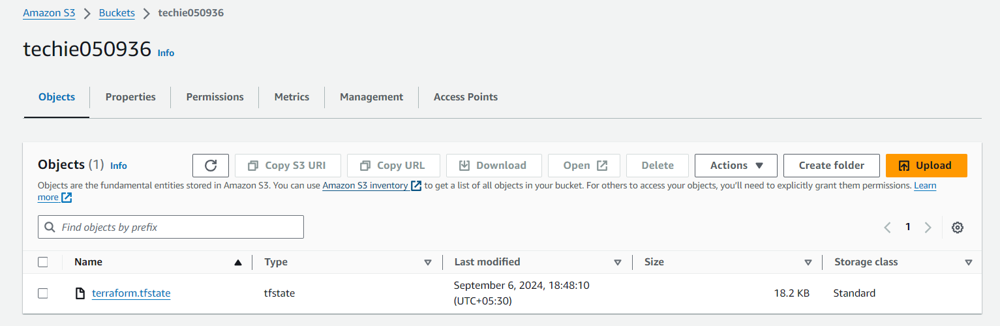 Amazon S3 > Buckets > techie050936
techie050936 Info
Objects Properties Permissions Metrics Management Access Points
Objects (1) Info Copy S3 URI Copy URL Download Open Delete Actions Create folder Upload
Objects are the fundamental entities stored in Amazon S3. You can use Amazon S3 inventory to get a list of all objects in your bucket. For others to access your objects, you’ll need to explicitly grant them permissions. Learn
more
Find objects by prefix 1
Name Type Last modified Size Storage class
terraform.tfstate tfstate September 6, 2024, 18:48:10 18.2 KB Standard
(UTC+05:30)